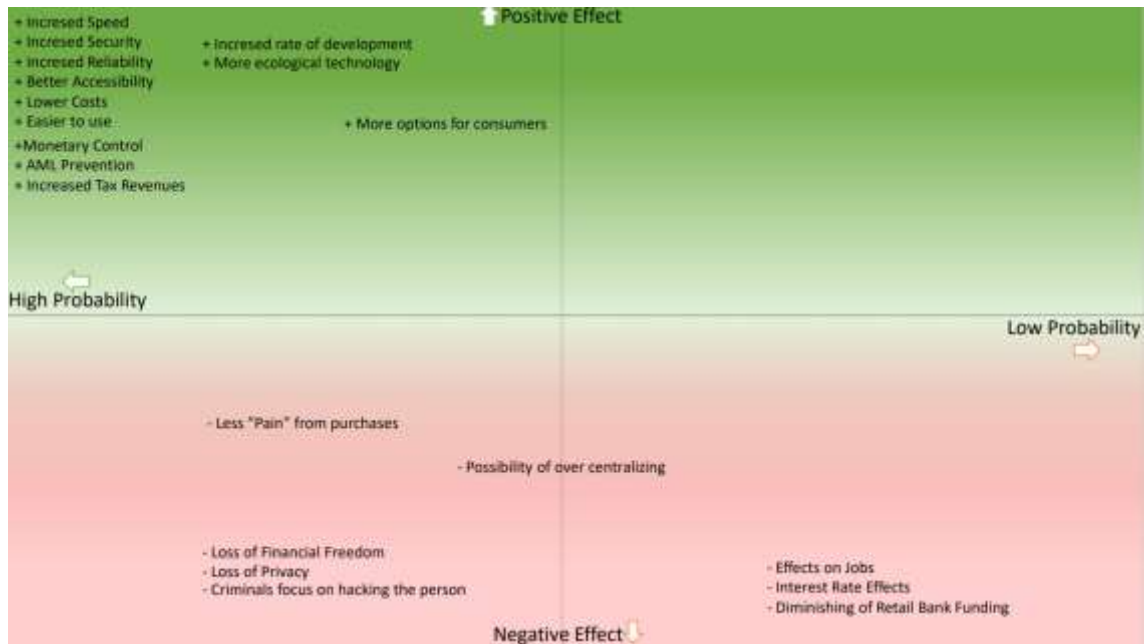 Positive Effect
+ Incresed Speed
+ Incresed Security
+ Incresed Reliability
+ Better Accessibility
+ Lower Costs
+ Easier to use
+Monetary Control
+ AML Prevention
+ Increased Tax Revenues
+ Incresed rate of development
+ More ecological technology
+ More options for consumers
High Probability
Low Probability
- Less "Pain" from purchases
- Possibility of over centralizing
- Loss of Financial Freedom
- Loss of Privacy
- Criminals focus on hacking the person
- Effects on Jobs
- Interest Rate Effects
- Diminishing of Retail Bank Funding
Negative Effect